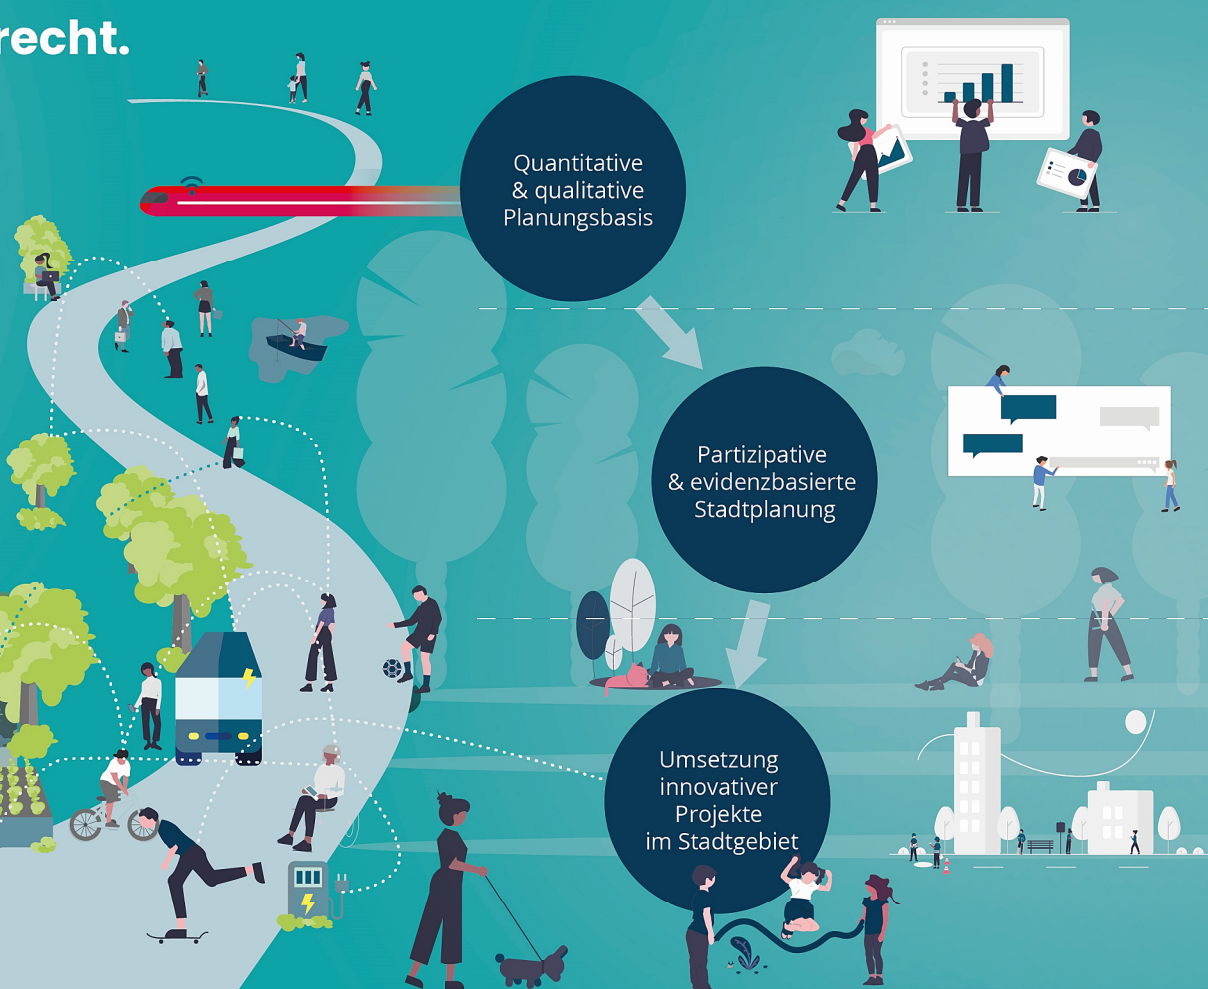 recht.
Quantitative
& qualitative
Planungsbasis
Partizipative
& evidenzbasierte
Stadtplanung
Umsetzung
innovativer
Projekte
im Stadtgebiet